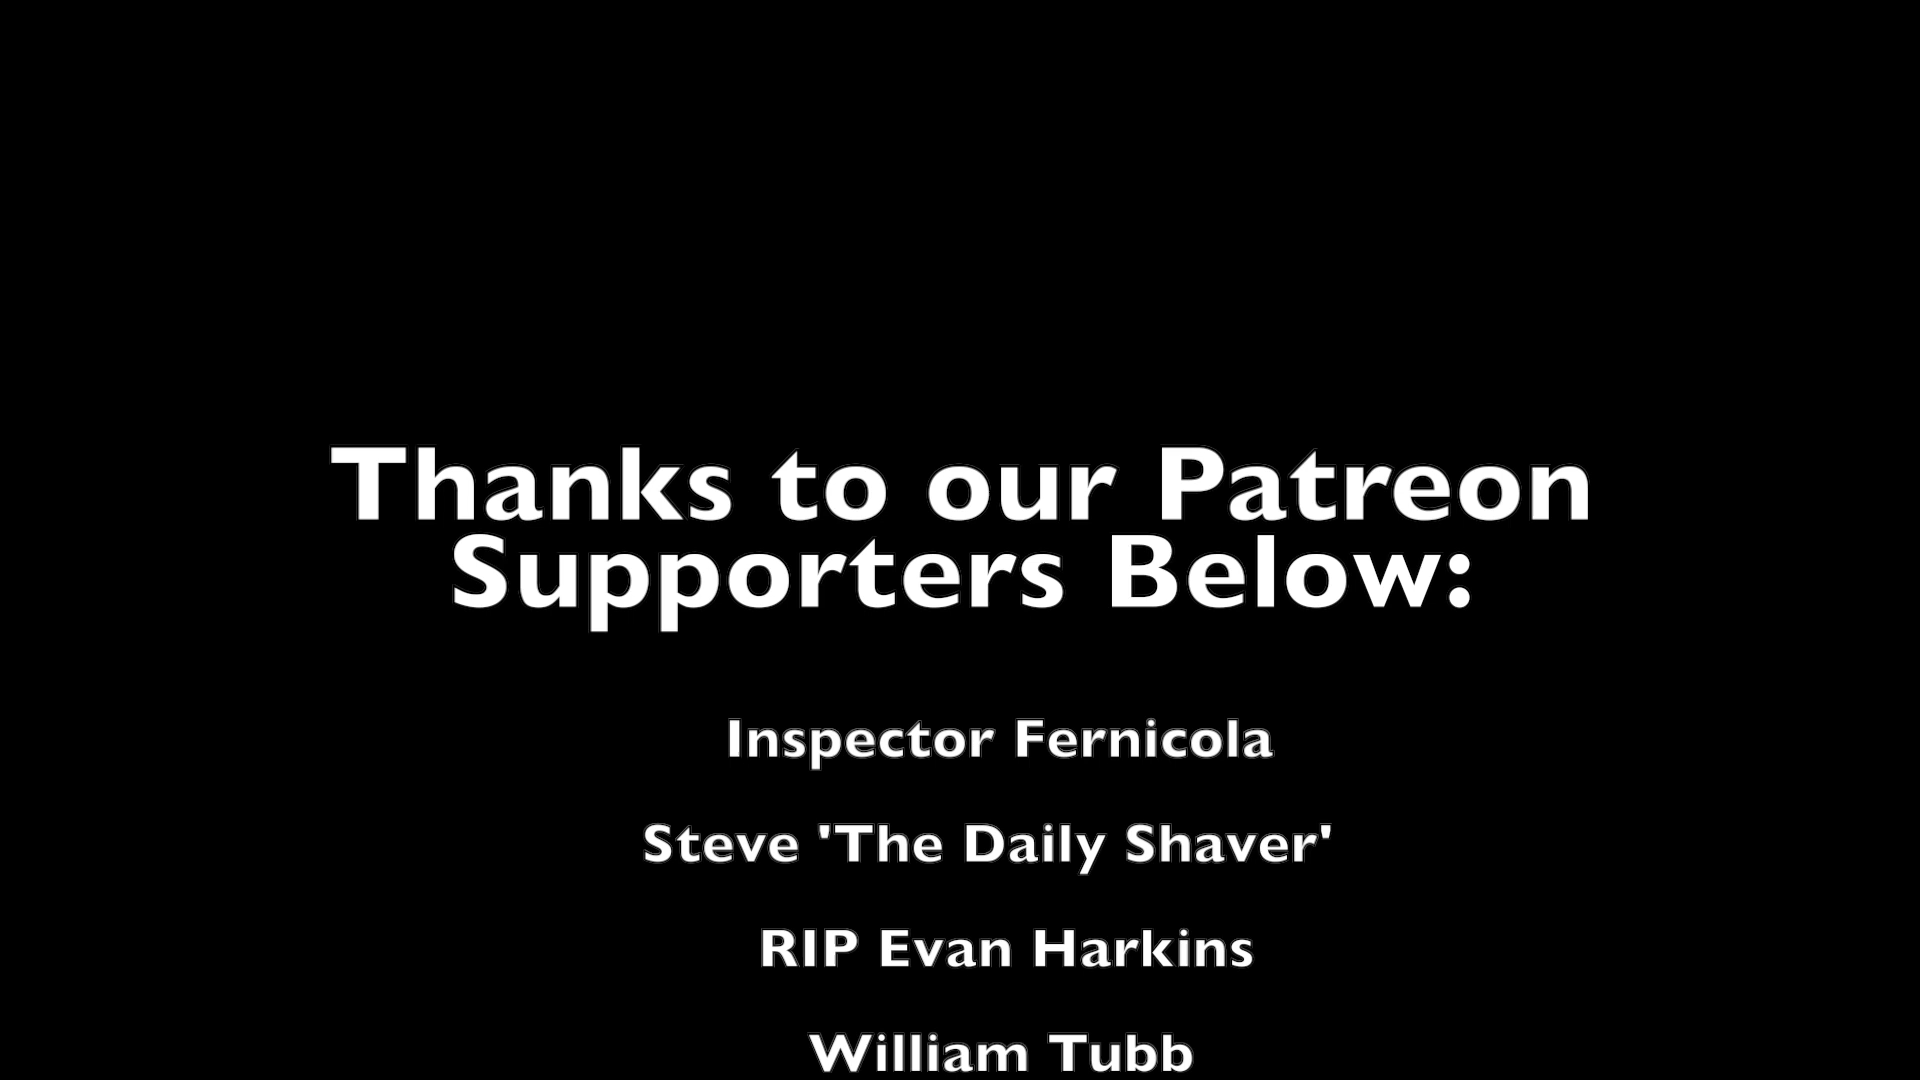 Thanks to our Patreon
Supporters Below:
Inspector Fernicola
Steve 'The Daily Shaver'
RIP Evan Harkins
William Tubb